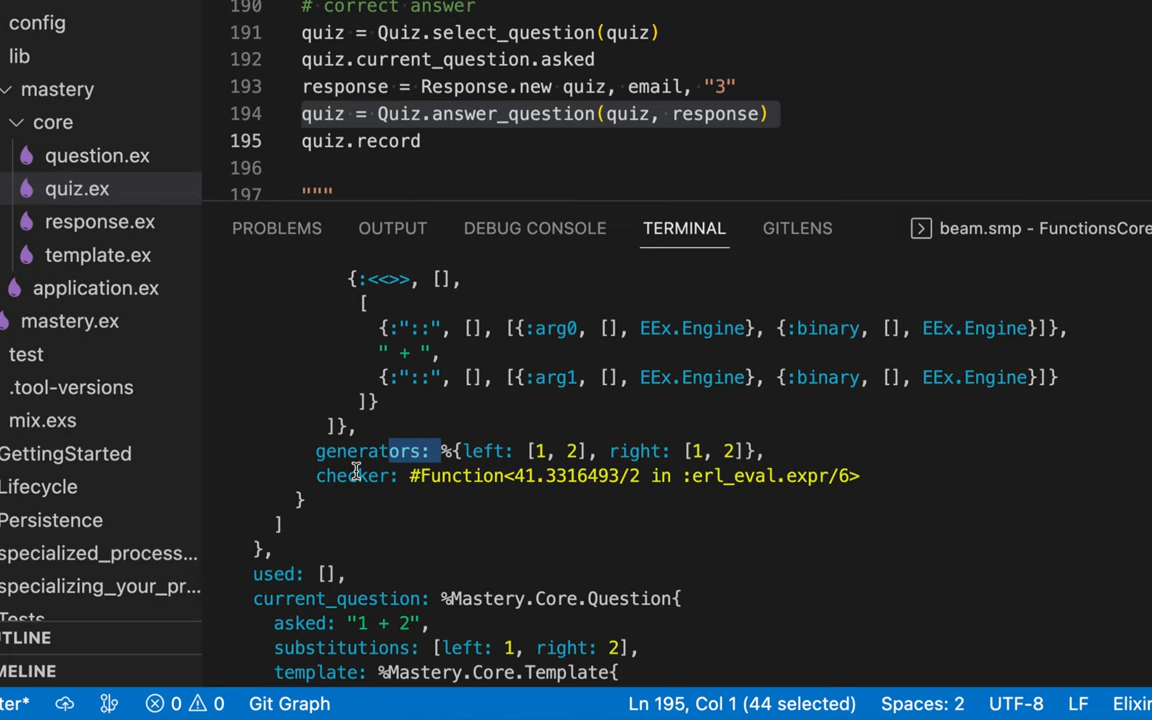 config
lib
mastery
core
question.ex
quiz.ex
response.ex
template.ex
application.ex
mastery.ex
test
.tool-versions
mix.exs
GettingStarted
Lifecycle
Persistence
specialized_process...
specializing_your_pr...
Tests
UTLINE
MELINE
190 # correct answer
191 quiz = Quiz.select_question(quiz)
192 quiz.current_question.asked
193 response = Response.new quiz, email, "3"
194 quiz = Quiz.answer_question(quiz, response)
195 quiz.record
196
197 """
PROBLEMS OUTPUT DEBUG CONSOLE TERMINAL GITLENS beam.smp - FunctionsCore
{:<<>>, [],
[
{:"::", [], [{:arg0, [], EEx.Engine}, {:binary, [], EEx.Engine}]},
" + ",
{:"::", [], [{:arg1, [], EEx.Engine}, {:binary, [], EEx.Engine}]}
]}
]},
generators: %{left: [1, 2], right: [1, 2]},
checker: #Function<41.3316493/2 in :erl_eval.expr/6>
}
]
},
used: [],
current_question: %Mastery.Core.Question{
asked: "1 + 2",
substitutions: [left: 1, right: 2],
template: %Mastery.Core.Template{
ter* 0 0 Git Graph Ln 195, Col 1 (44 selected) Spaces: 2 UTF-8 LF Elixir